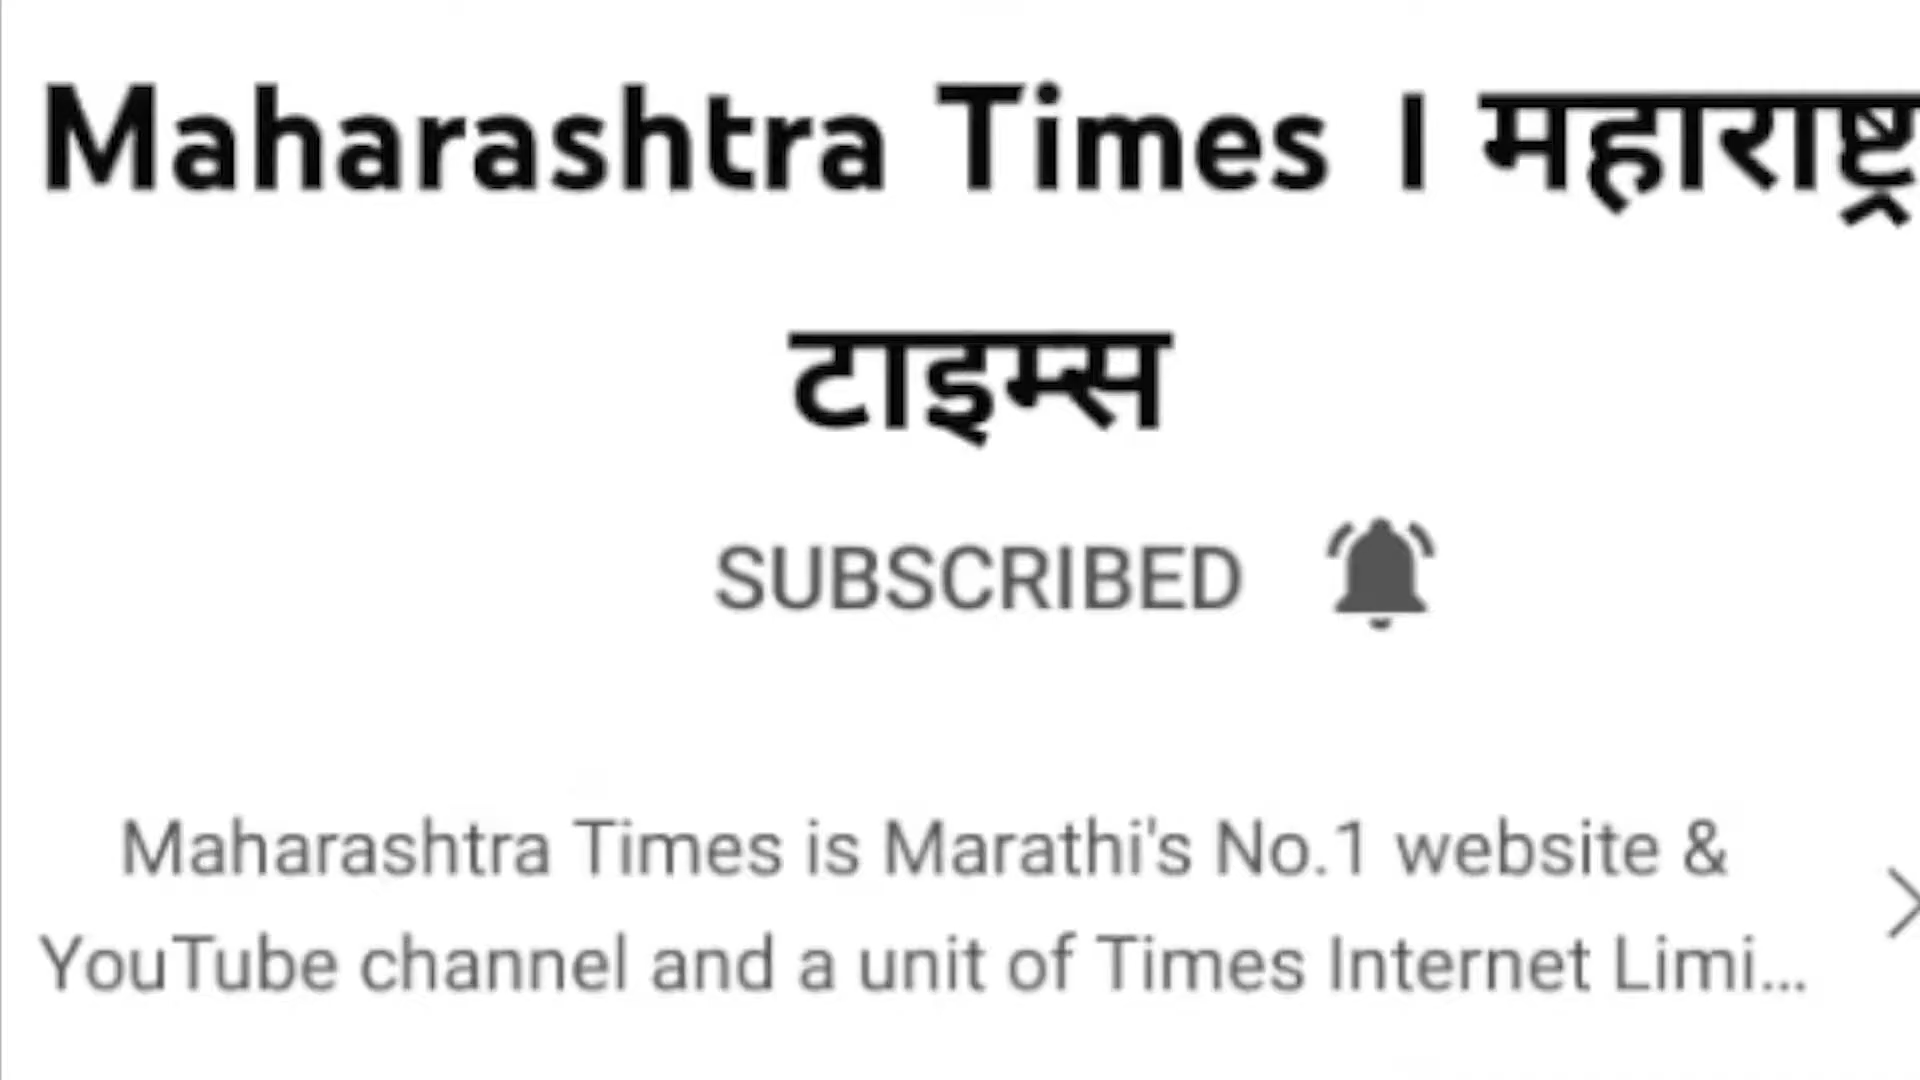 Maharashtra Times । महाराष्ट्र
टाइम्स
SUBSCRIBED
Maharashtra Times is Marathi's No.1 website &
YouTube channel and a unit of Times Internet Limi...